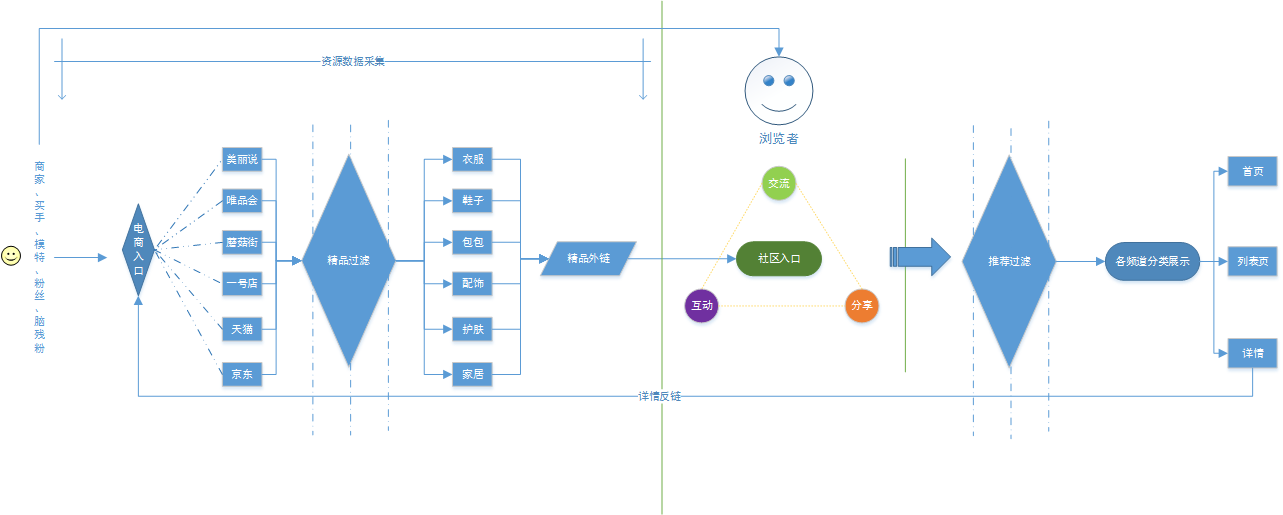 资源数据采集
浏览者
商家、买手、模特、粉丝、脑残粉
电商入口
美丽说
唯品会
蘑菇街
一号店
天猫
京东
精品过滤
衣服
鞋子
包包
配饰
护肤
家居
精品外链
交流
社区入口
互动
分享
推荐过滤
各频道分类展示
首页
列表页
详情
详情反链